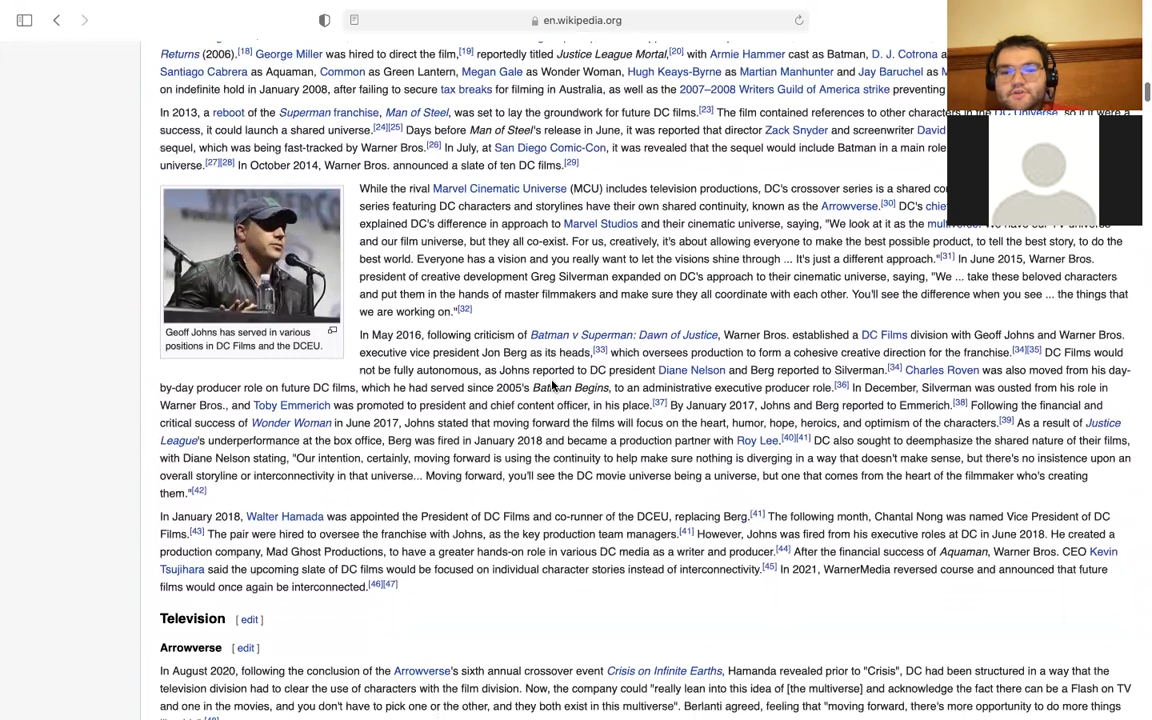 en.wikipedia.org
Returns (2006).[18] George Miller was hired to direct the film,[19] reportedly titled Justice League Mortal,[20] with Armie Hammer cast as Batman, D. J. Cotrona a
Santiago Cabrera as Aquaman, Common as Green Lantern, Megan Gale as Wonder Woman, Hugh Keays-Byrne as Martian Manhunter and Jay Baruchel as M
on indefinite hold in January 2008, after failing to secure tax breaks for filming in Australia, as well as the 2007–2008 Writers Guild of America strike preventing
In 2013, a reboot of the Superman franchise, Man of Steel, was set to lay the groundwork for future DC films.[23] The film contained references to other characters in the DC Universe, so if it were a
success, it could launch a shared universe.[24][25] Days before Man of Steel's release in June, it was reported that director Zack Snyder and screenwriter David
sequel, which was being fast-tracked by Warner Bros.[26] In July, at San Diego Comic-Con, it was revealed that the sequel would include Batman in a main role
universe.[27][28] In October 2014, Warner Bros. announced a slate of ten DC films.[29]
While the rival Marvel Cinematic Universe (MCU) includes television productions, DC's crossover series is a shared co
series featuring DC characters and storylines have their own shared continuity, known as the Arrowverse.[30] DC's chie
explained DC's difference in approach to Marvel Studios and their cinematic universe, saying, "We look at it as the multiverse. We have our TV universe
and our film universe, but they all co-exist. For us, creatively, it's about allowing everyone to make the best possible product, to tell the best story, to do the
best world. Everyone has a vision and you really want to let the visions shine through ... It's just a different approach."[31] In June 2015, Warner Bros.
president of creative development Greg Silverman expanded on DC's approach to their cinematic universe, saying, "We ... take these beloved characters
and put them in the hands of master filmmakers and make sure they all coordinate with each other. You'll see the difference when you see ... the things that
we are working on."[32]
Geoff Johns has served in various
positions in DC Films and the DCEU.
In May 2016, following criticism of Batman v Superman: Dawn of Justice, Warner Bros. established a DC Films division with Geoff Johns and Warner Bros.
executive vice president Jon Berg as its heads,[33] which oversees production to form a cohesive creative direction for the franchise.[34][35] DC Films would
not be fully autonomous, as Johns reported to DC president Diane Nelson and Berg reported to Silverman.[34] Charles Roven was also moved from his day-
by-day producer role on future DC films, which he had served since 2005's Batman Begins, to an administrative executive producer role.[36] In December, Silverman was ousted from his role in
Warner Bros., and Toby Emmerich was promoted to president and chief content officer, in his place.[37] By January 2017, Johns and Berg reported to Emmerich.[38] Following the financial and
critical success of Wonder Woman in June 2017, Johns stated that moving forward the films will focus on the heart, humor, hope, heroics, and optimism of the characters.[39] As a result of Justice
League's underperformance at the box office, Berg was fired in January 2018 and became a production partner with Roy Lee.[40][41] DC also sought to deemphasize the shared nature of their films,
with Diane Nelson stating, "Our intention, certainly, moving forward is using the continuity to help make sure nothing is diverging in a way that doesn't make sense, but there's no insistence upon an
overall storyline or interconnectivity in that universe... Moving forward, you'll see the DC movie universe being a universe, but one that comes from the heart of the filmmaker who's creating
them."[42]
In January 2018, Walter Hamada was appointed the President of DC Films and co-runner of the DCEU, replacing Berg.[41] The following month, Chantal Nong was named Vice President of DC
Films.[43] The pair were hired to oversee the franchise with Johns, as the key production team managers.[41] However, Johns was fired from his executive roles at DC in June 2018. He created a
production company, Mad Ghost Productions, to have a greater hands-on role in various DC media as a writer and producer.[44] After the financial success of Aquaman, Warner Bros. CEO Kevin
Tsujihara said the upcoming slate of DC films would be focused on individual character stories instead of interconnectivity.[45] In 2021, WarnerMedia reversed course and announced that future
films would once again be interconnected.[46][47]
Television [ edit ]
Arrowverse [ edit ]
In August 2020, following the conclusion of the Arrowverse's sixth annual crossover event Crisis on Infinite Earths, Hamanda revealed prior to "Crisis", DC had been structured in a way that the
television division had to clear the use of characters with the film division. Now, the company could "really lean into this idea of [the multiverse] and acknowledge the fact there can be a Flash on TV
and one in the movies, and you don't have to pick one or the other, and they both exist in this multiverse". Berlanti agreed, feeling that "moving forward, there's more opportunity to do more things